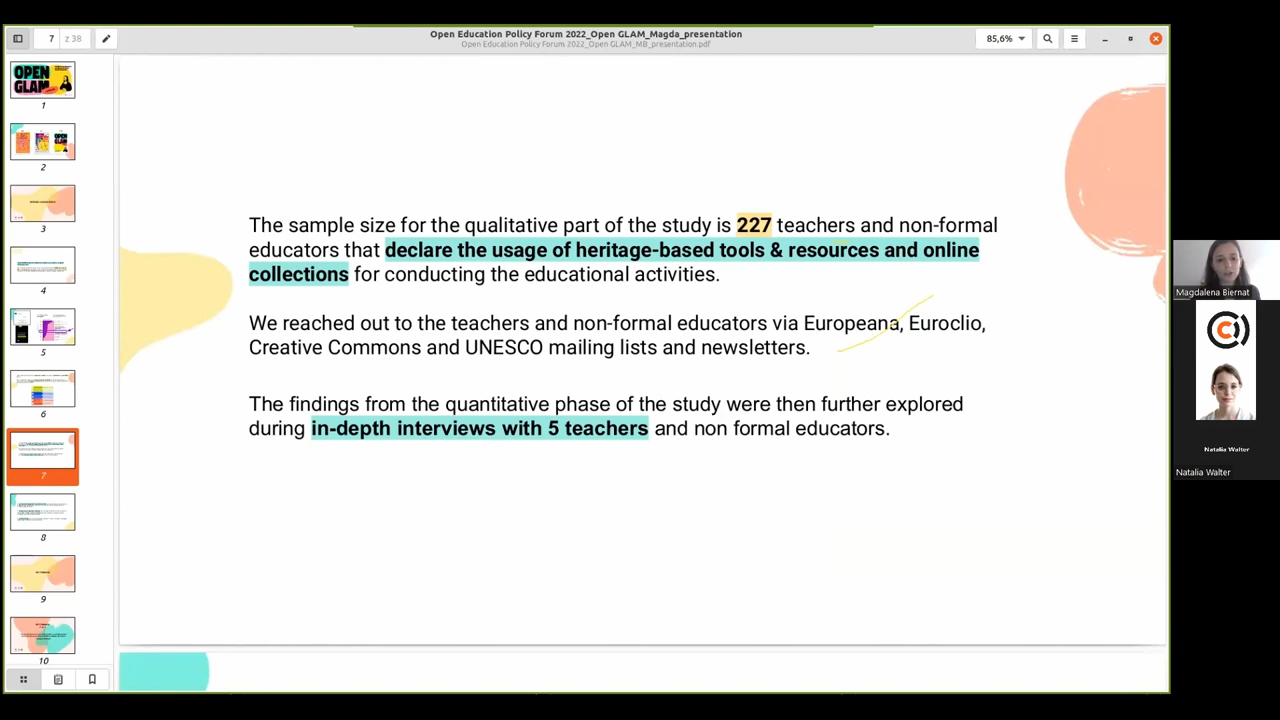 7
z 38
Open Education Policy Forum 2022_Open GLAM_Magda_presentation
Open Education Policy Forum 2022_Open GLAM_MB_presentation.pdf
85,6%
OPEN
GLAM
1
2
3
4
5
6
7
8
9
10
The sample size for the qualitative part of the study is 227 teachers and non-formal
educators that declare the usage of heritage-based tools & resources and online
collections for conducting the educational activities.
We reached out to the teachers and non-formal educators via Europeana, Euroclio,
Creative Commons and UNESCO mailing lists and newsletters.
The findings from the quantitative phase of the study were then further explored
during in-depth interviews with 5 teachers and non formal educators.
Magdalena Biernat
Natalia Walter
Natalia Walter